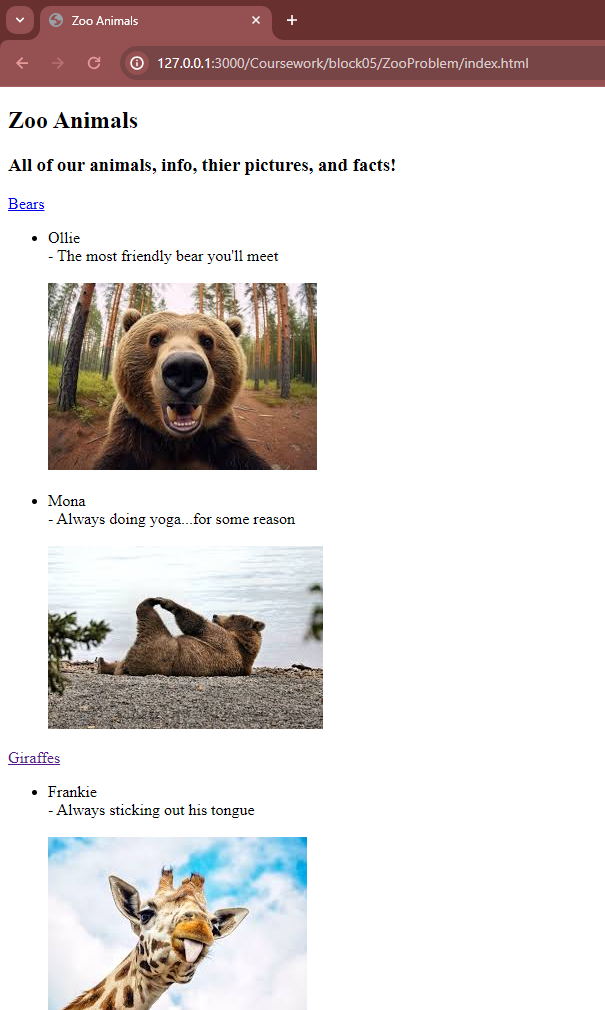 Zoo Animals
127.0.0.1:3000/Coursework/block05/ZooProblem/index.html
Zoo Animals
All of our animals, info, thier pictures, and facts!
Bears
Ollie
- The most friendly bear you'll meet
Mona
- Always doing yoga...for some reason
Giraffes
Frankie
- Always sticking out his tongue